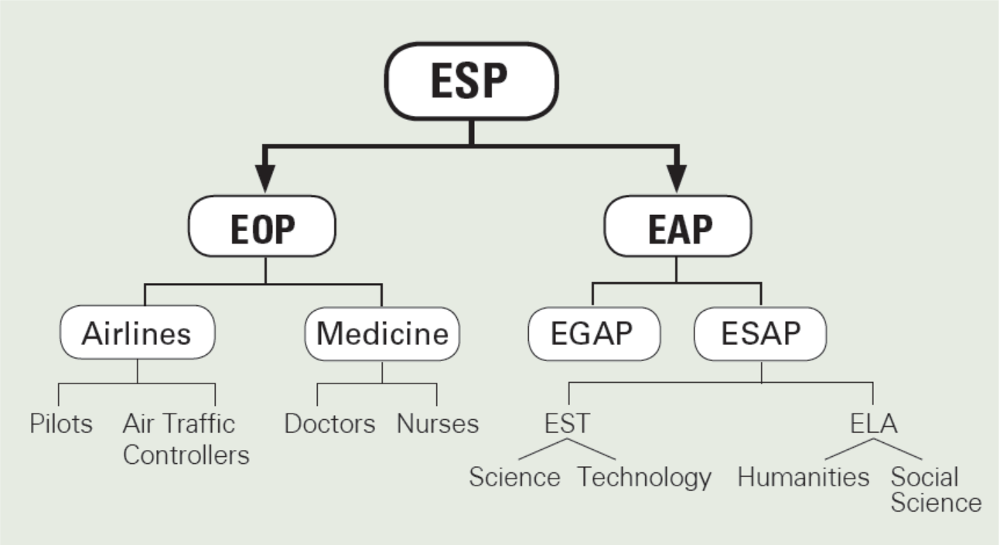 ESP
EOP
EAP
Airlines
Medicine
EGAP
ESAP
Pilots
Air Traffic
Controllers
Doctors
Nurses
EST
ELA
Science
Technology
Humanities
Social
Science